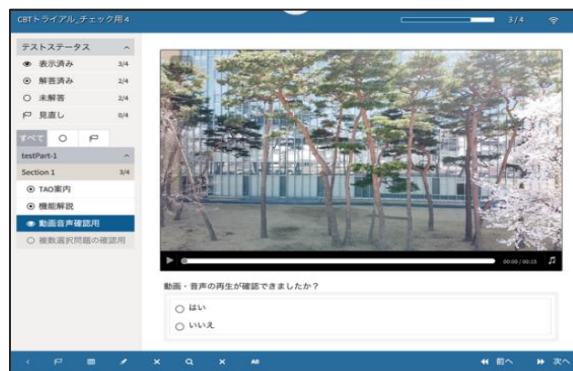 CBTトライアル_チェック用4
3/4
テストステータス
表示済み 3/4
解答済み 2/4
未解答 2/4
見直し 0/4
すべて
testPart-1
Section 1 3/4
TAO案内
機能解説
動画音声確認用
複数選択問題の確認用
00:00 / 00:15
動画・音声の再生が確認できましたか？
はい
いいえ
前へ
次へ